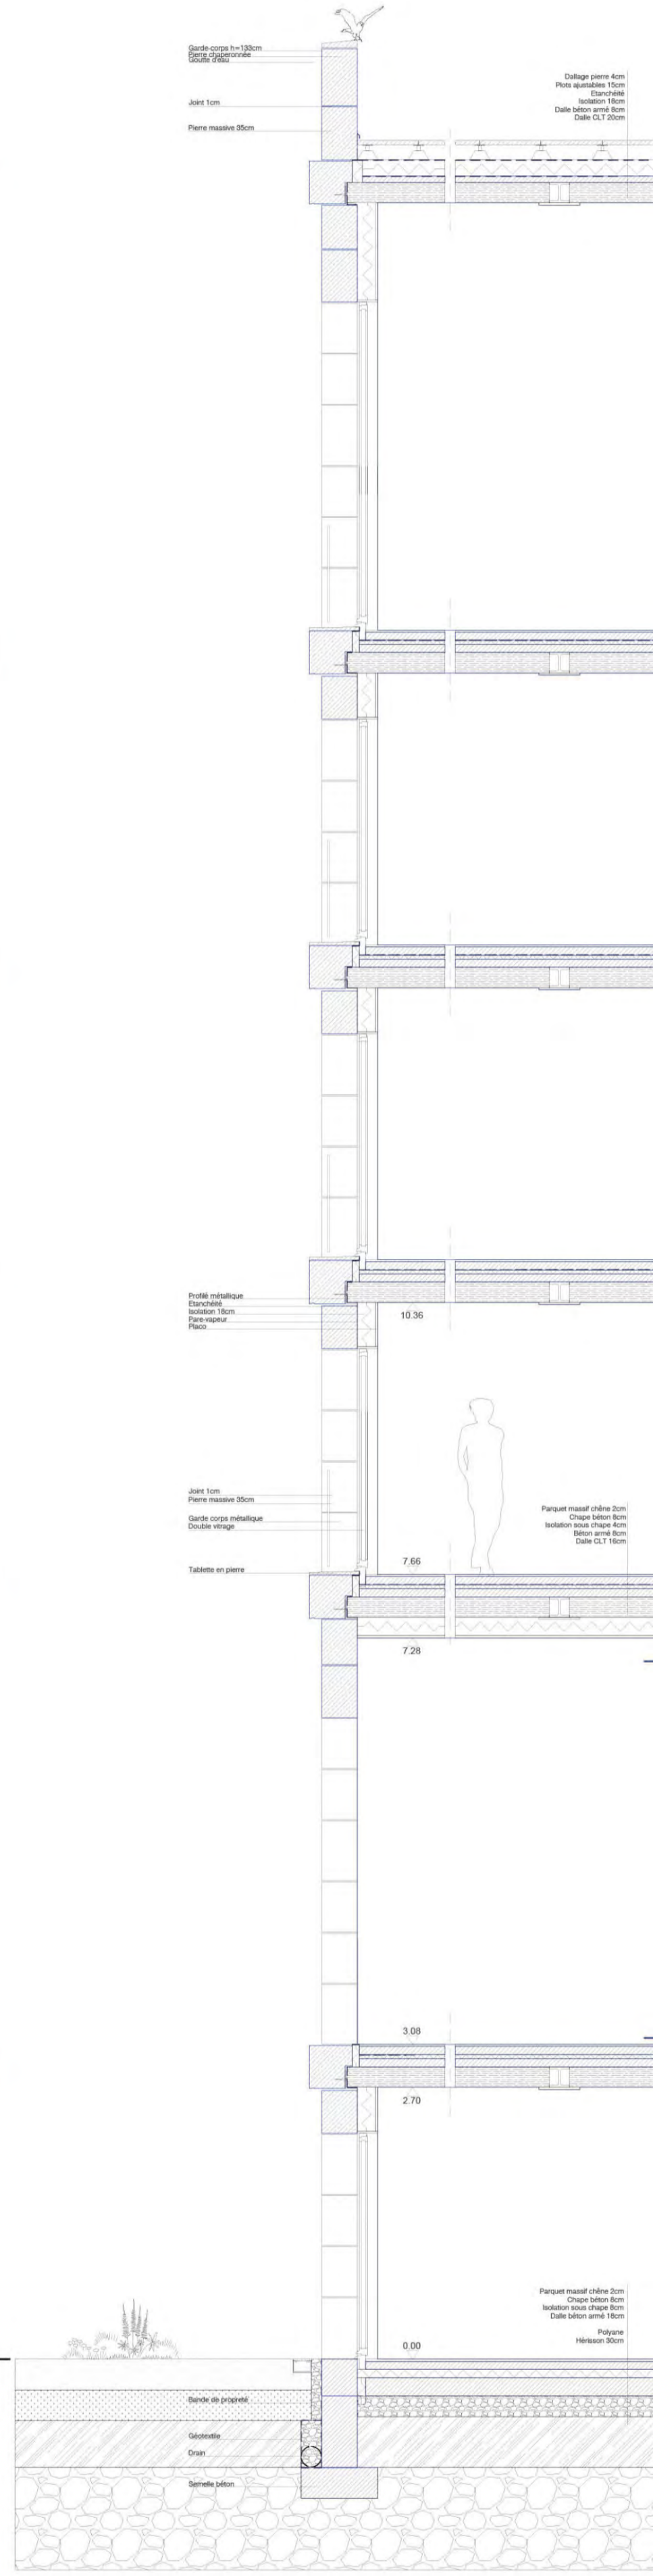 Garde-corps h=133cm
Pierre chaperonnée
Goutte d'eau
Dallage pierre 4cm
Plots ajustables 15cm
Etanchéité
Isolation 18cm
Dalle béton armé 8cm
Dalle CLT 20cm
Joint 1cm
Pierre massive 35cm
Profilé métallique
Etanchéité
Isolation 18cm
Pare-vapeur
Placo
10.36
Joint 1cm
Pierre massive 35cm
Garde corps métallique
Double vitrage
Parquet massif chêne 2cm
Chape béton 8cm
Isolation sous chape 4cm
Béton armé 8cm
Dalle CLT 16cm
7.66
Tablette en pierre
7.28
3.08
2.70
Parquet massif chêne 2cm
Chape béton 8cm
Isolation sous chape 8cm
Dalle béton armé 18cm
Polyane
Hérisson 30cm
0.00
Bande de propreté
Géotextile
Drain
Semelle béton